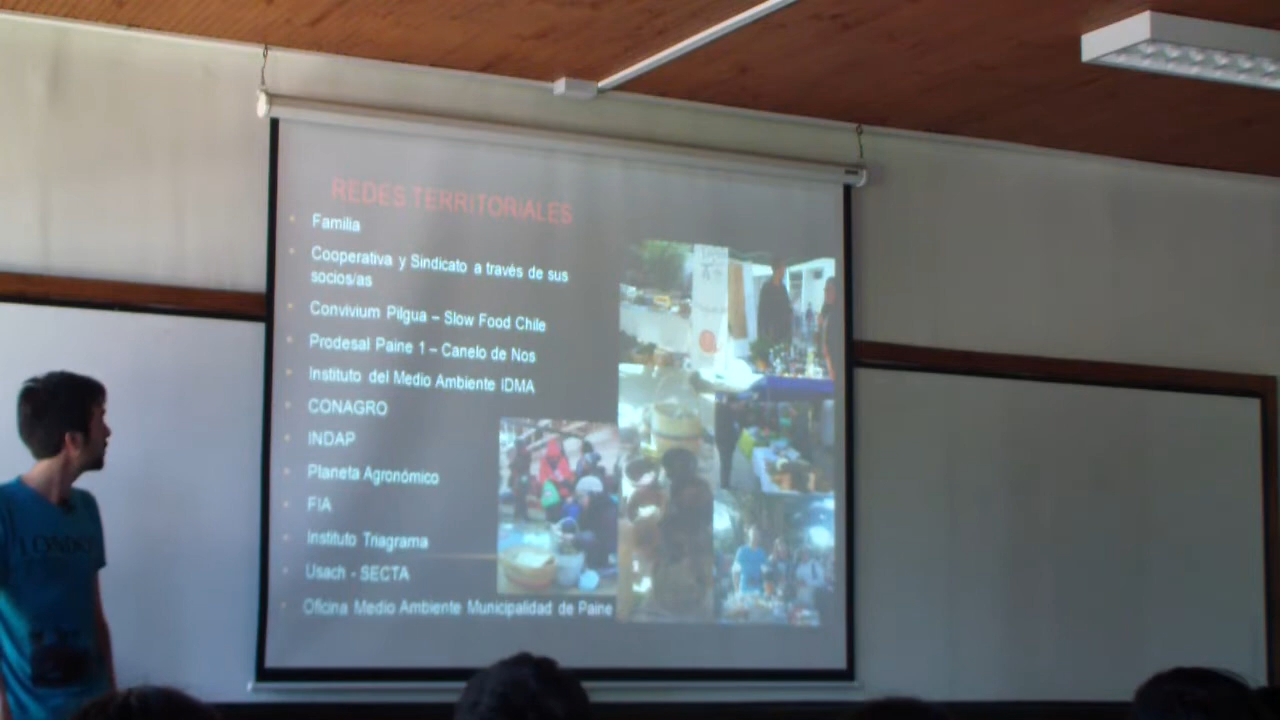 REDES TERRITORIALES
Familia
Cooperativa y Sindicato a través de sus
socios/as
Convivium Pilgua – Slow Food Chile
Prodesal Paine 1 – Canelo de Nos
Instituto del Medio Ambiente IDMA
CONAGRO
INDAP
Planeta Agronómico
FIA
Instituto Triagrama
Usach - SECTA
Oficina Medio Ambiente Municipalidad de Paine
LONDON